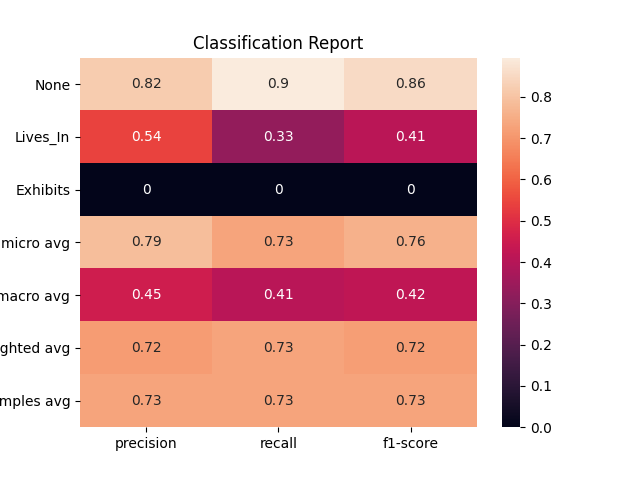 Classification Report
None 0.82 0.9 0.86 0.8
Lives_In 0.54 0.33 0.41 0.7
Exhibits 0 0 0 0.6
micro avg 0.79 0.73 0.76 0.5
macro avg 0.45 0.41 0.42 0.4
ghted avg 0.72 0.73 0.72 0.3
mples avg 0.73 0.73 0.73 0.2
0.1
0.0
precision recall f1-score